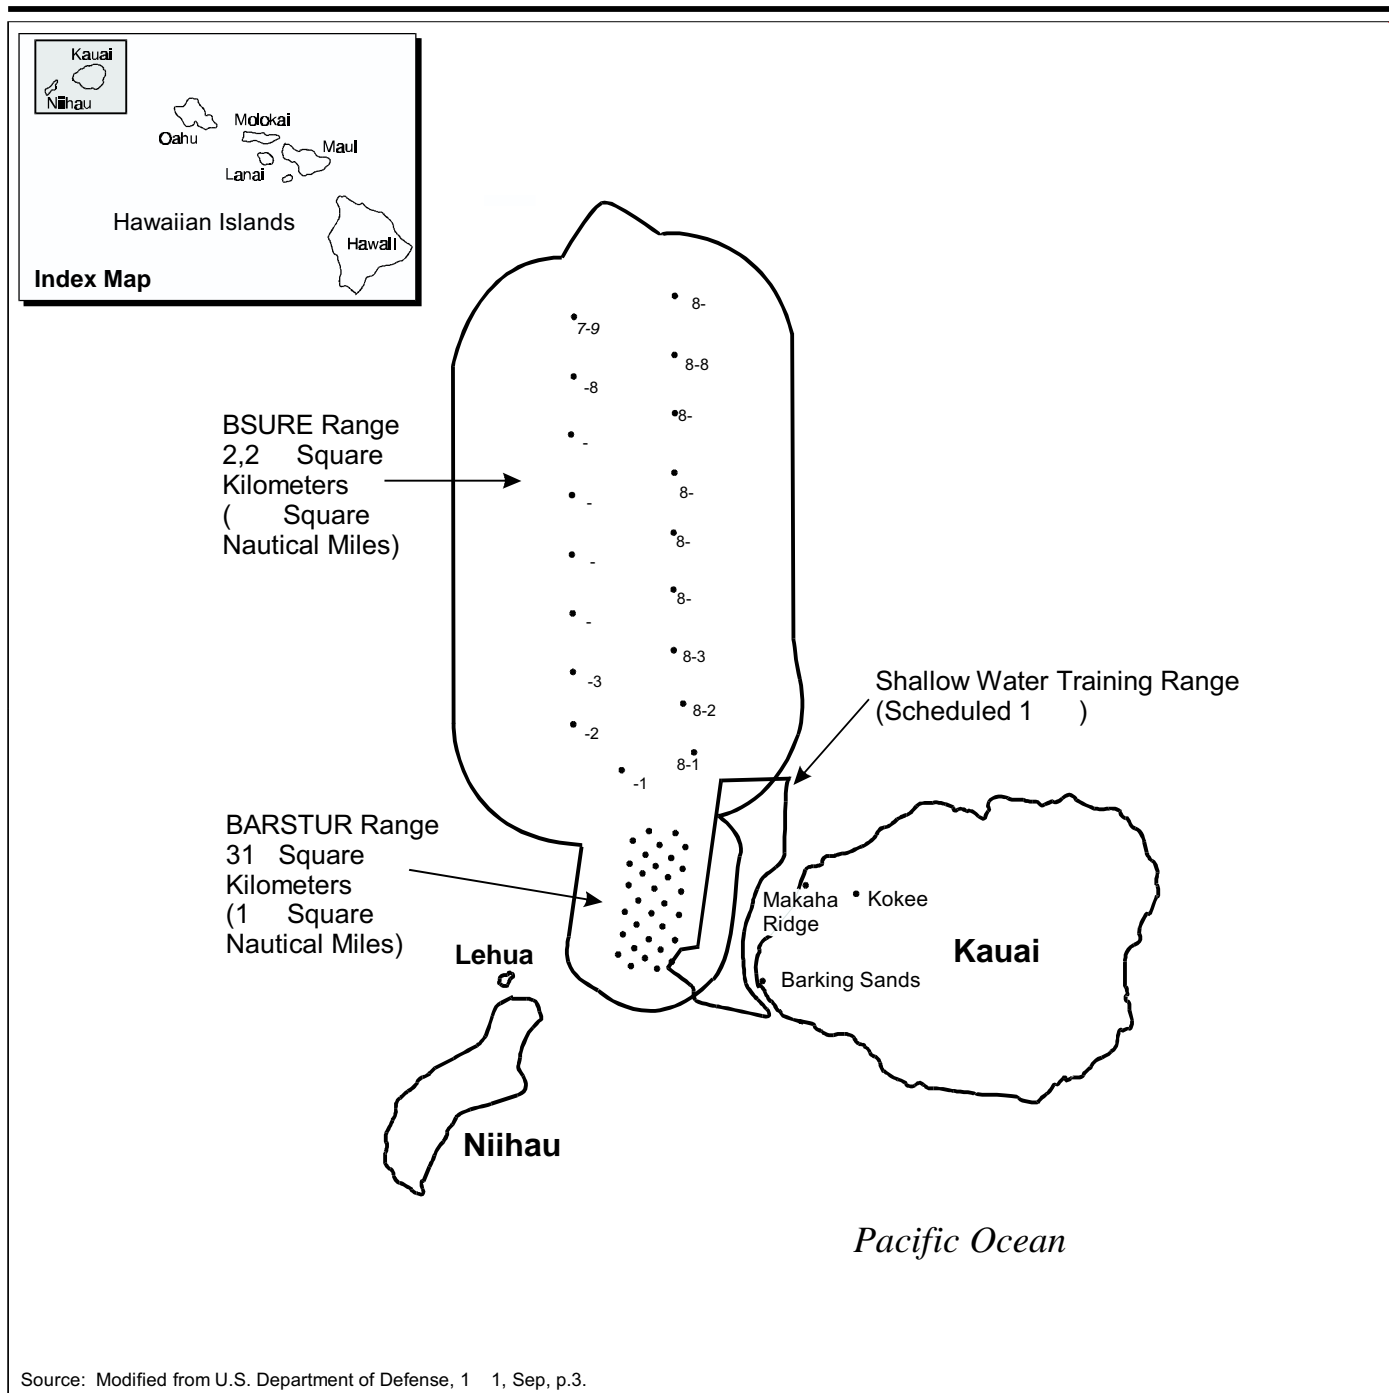 Kauai
Niihau
Oahu
Molokai
Maui
Lanai
Hawaiian Islands
Hawaii
Index Map
7-9
-8
-
-
-
-
-3
-2
-1
8-
8-8
8-
8-
8-
8-
8-3
8-2
8-1
BSURE Range
2,2 Square
Kilometers
( Square
Nautical Miles)
Shallow Water Training Range
(Scheduled 1 )
BARSTUR Range
31 Square
Kilometers
(1 Square
Nautical Miles)
Makaha
Ridge
Kokee
Kauai
Barking Sands
Lehua
Niihau
Pacific Ocean
Source: Modified from U.S. Department of Defense, 1 1, Sep, p.3.